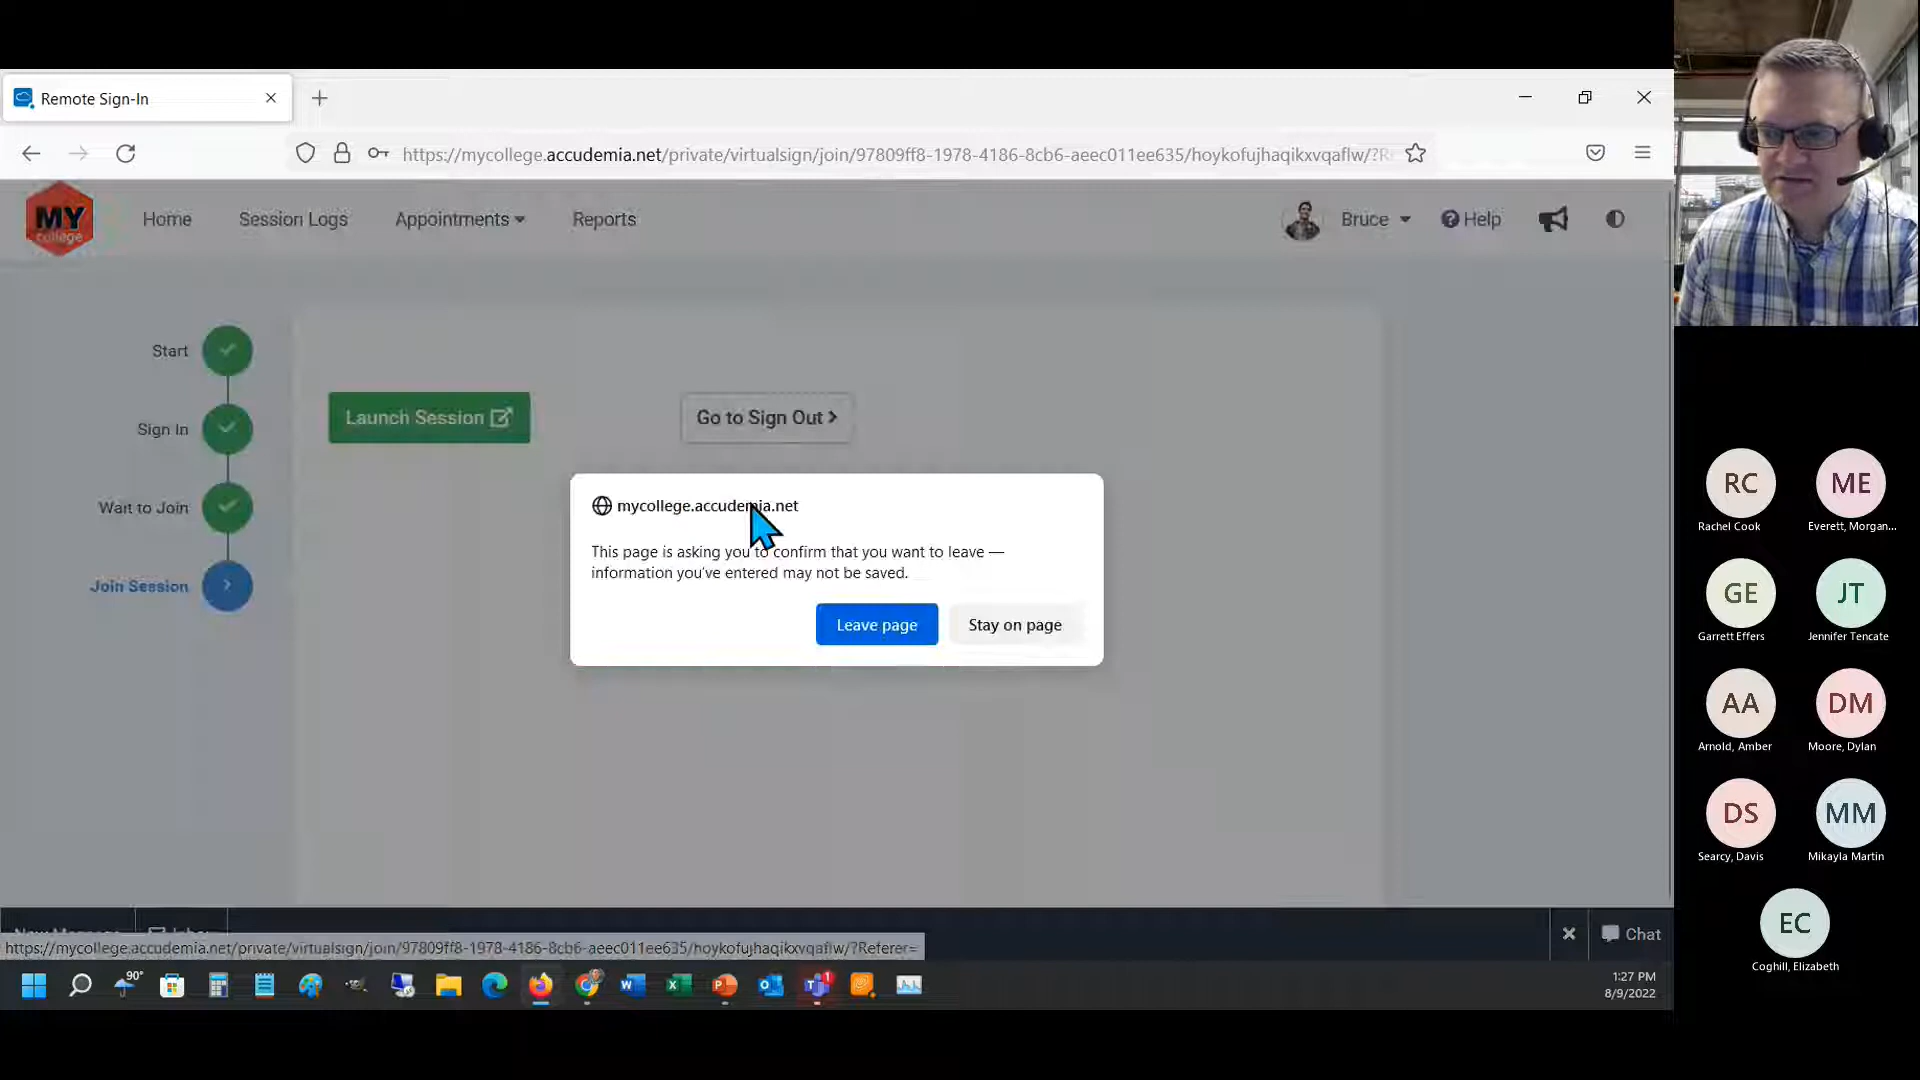 Remote Sign-In
https://mycollege.accudemia.net/private/virtualsign/join/97809ff8-1978-4186-8cb6-aeec011ee635/hoykofujhaqikxvqaflw/?R
MY
college
Home
Session Logs
Appointments
Reports
Bruce
Help
Start
Sign In
Wait to Join
Join Session
Launch Session
Go to Sign Out
mycollege.accudemia.net
This page is asking you to confirm that you want to leave —
information you've entered may not be saved.
Leave page
Stay on page
Chat
https://mycollege.accudemia.net/private/virtualsign/join/97809ff8-1978-4186-8cb6-aeec011ee635/hoykofujhaqikxvqaflw/?Referer=
90°
1
1:27 PM
8/9/2022
RC
Rachel Cook
ME
Everett, Morgan...
GE
Garrett Effers
JT
Jennifer Tencate
AA
Arnold, Amber
DM
Moore, Dylan
DS
Searcy, Davis
MM
Mikayla Martin
EC
Coghill, Elizabeth